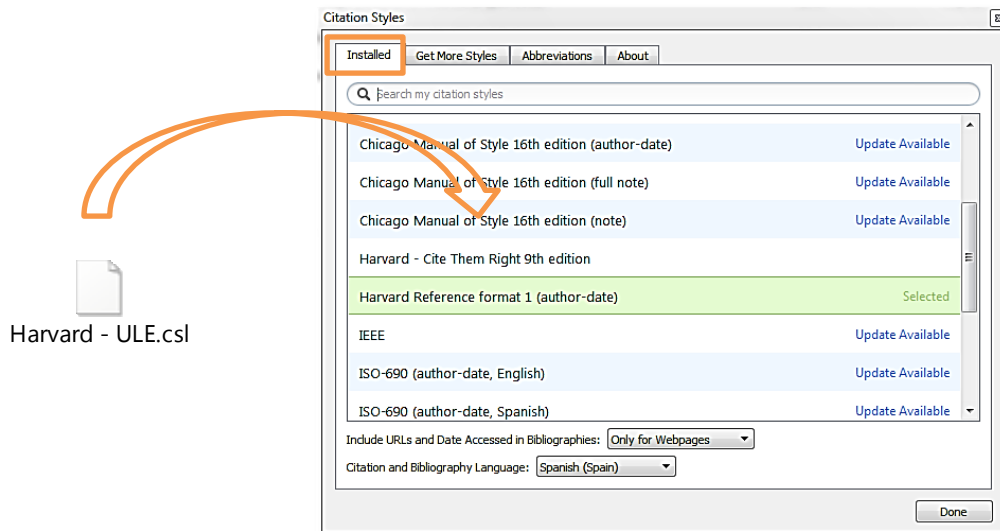 Citation Styles
Installed Get More Styles Abbreviations About
Search my citation styles
Chicago Manual of Style 16th edition (author-date) Update Available
Chicago Manual of Style 16th edition (full note) Update Available
Chicago Manual of Style 16th edition (note) Update Available
Harvard - Cite Them Right 9th edition
Harvard Reference format 1 (author-date) Selected
IEEE Update Available
ISO-690 (author-date, English) Update Available
ISO-690 (author-date, Spanish) Update Available
Include URLs and Date Accessed in Bibliographies: Only for Webpages
Citation and Bibliography Language: Spanish (Spain)
Done
Harvard - ULE.csl